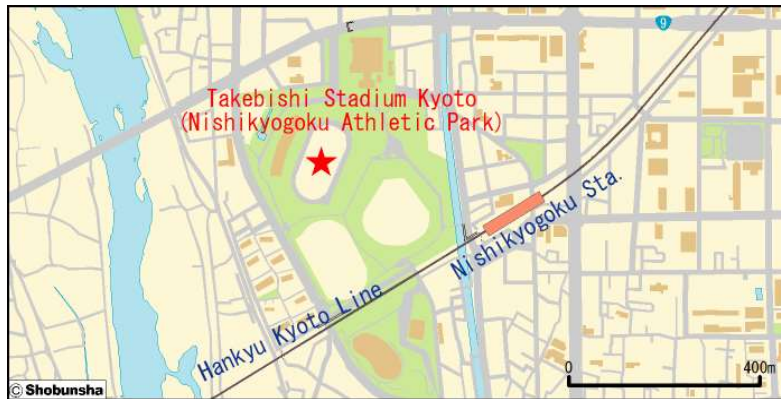 9
Takebishi Stadium Kyoto
(Nishikyogoku Athletic Park)
Nishikyogoku Sta.
Hankyu Kyoto Line
0 400m
© Shobunsha